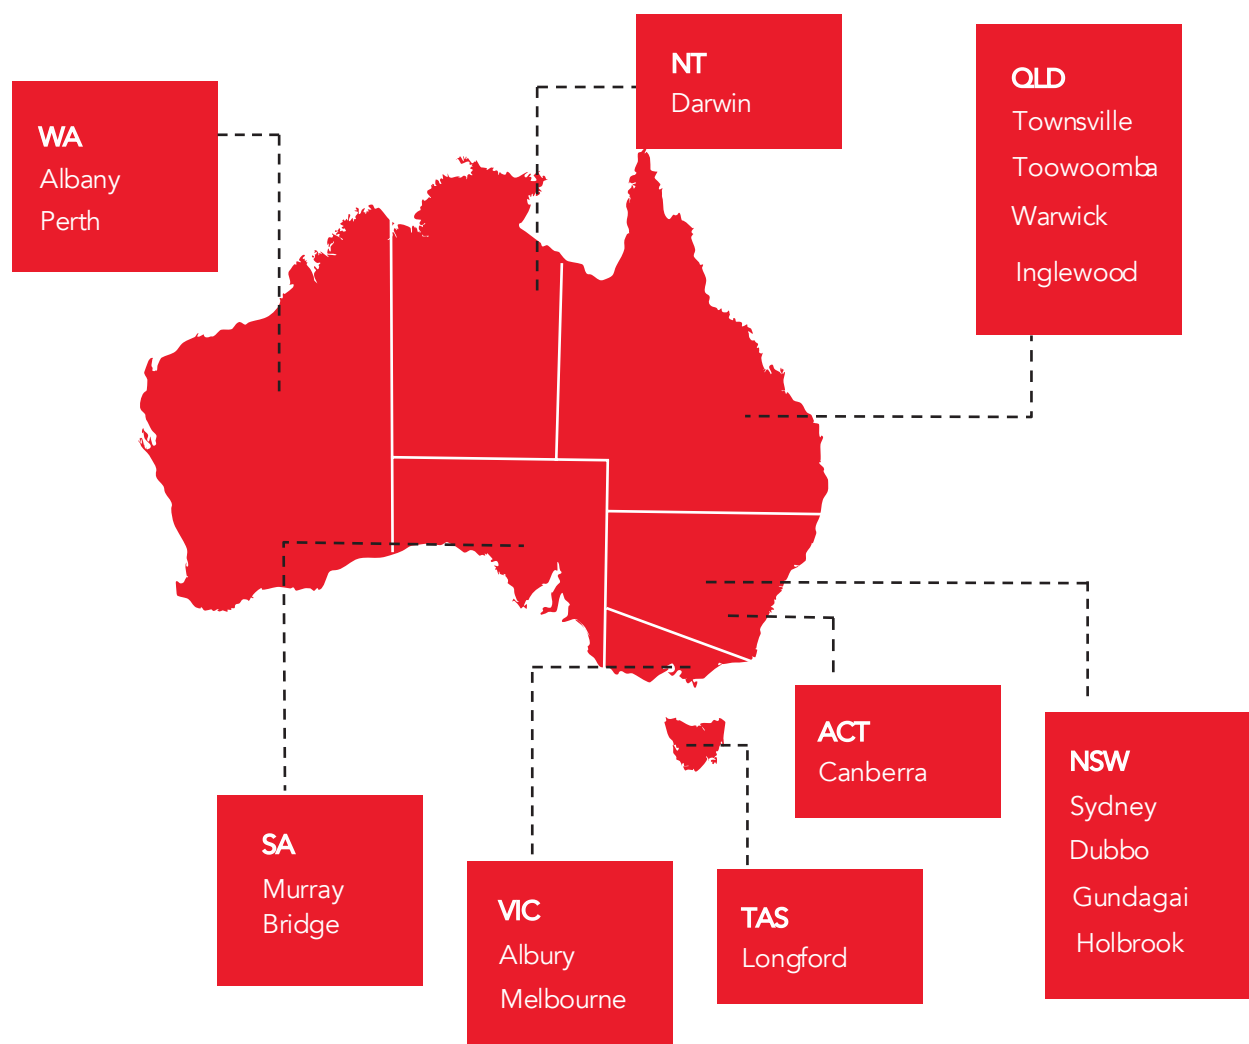 NT
Darwin
QLD
Townsville
Toowoomba
Warwick
Inglewood
WA
Albany
Perth
ACT
Canberra
NSW
Sydney
Dubbo
Gundagai
Holbrook
SA
Murray
Bridge
VIC
Albury
Melbourne
TAS
Longford